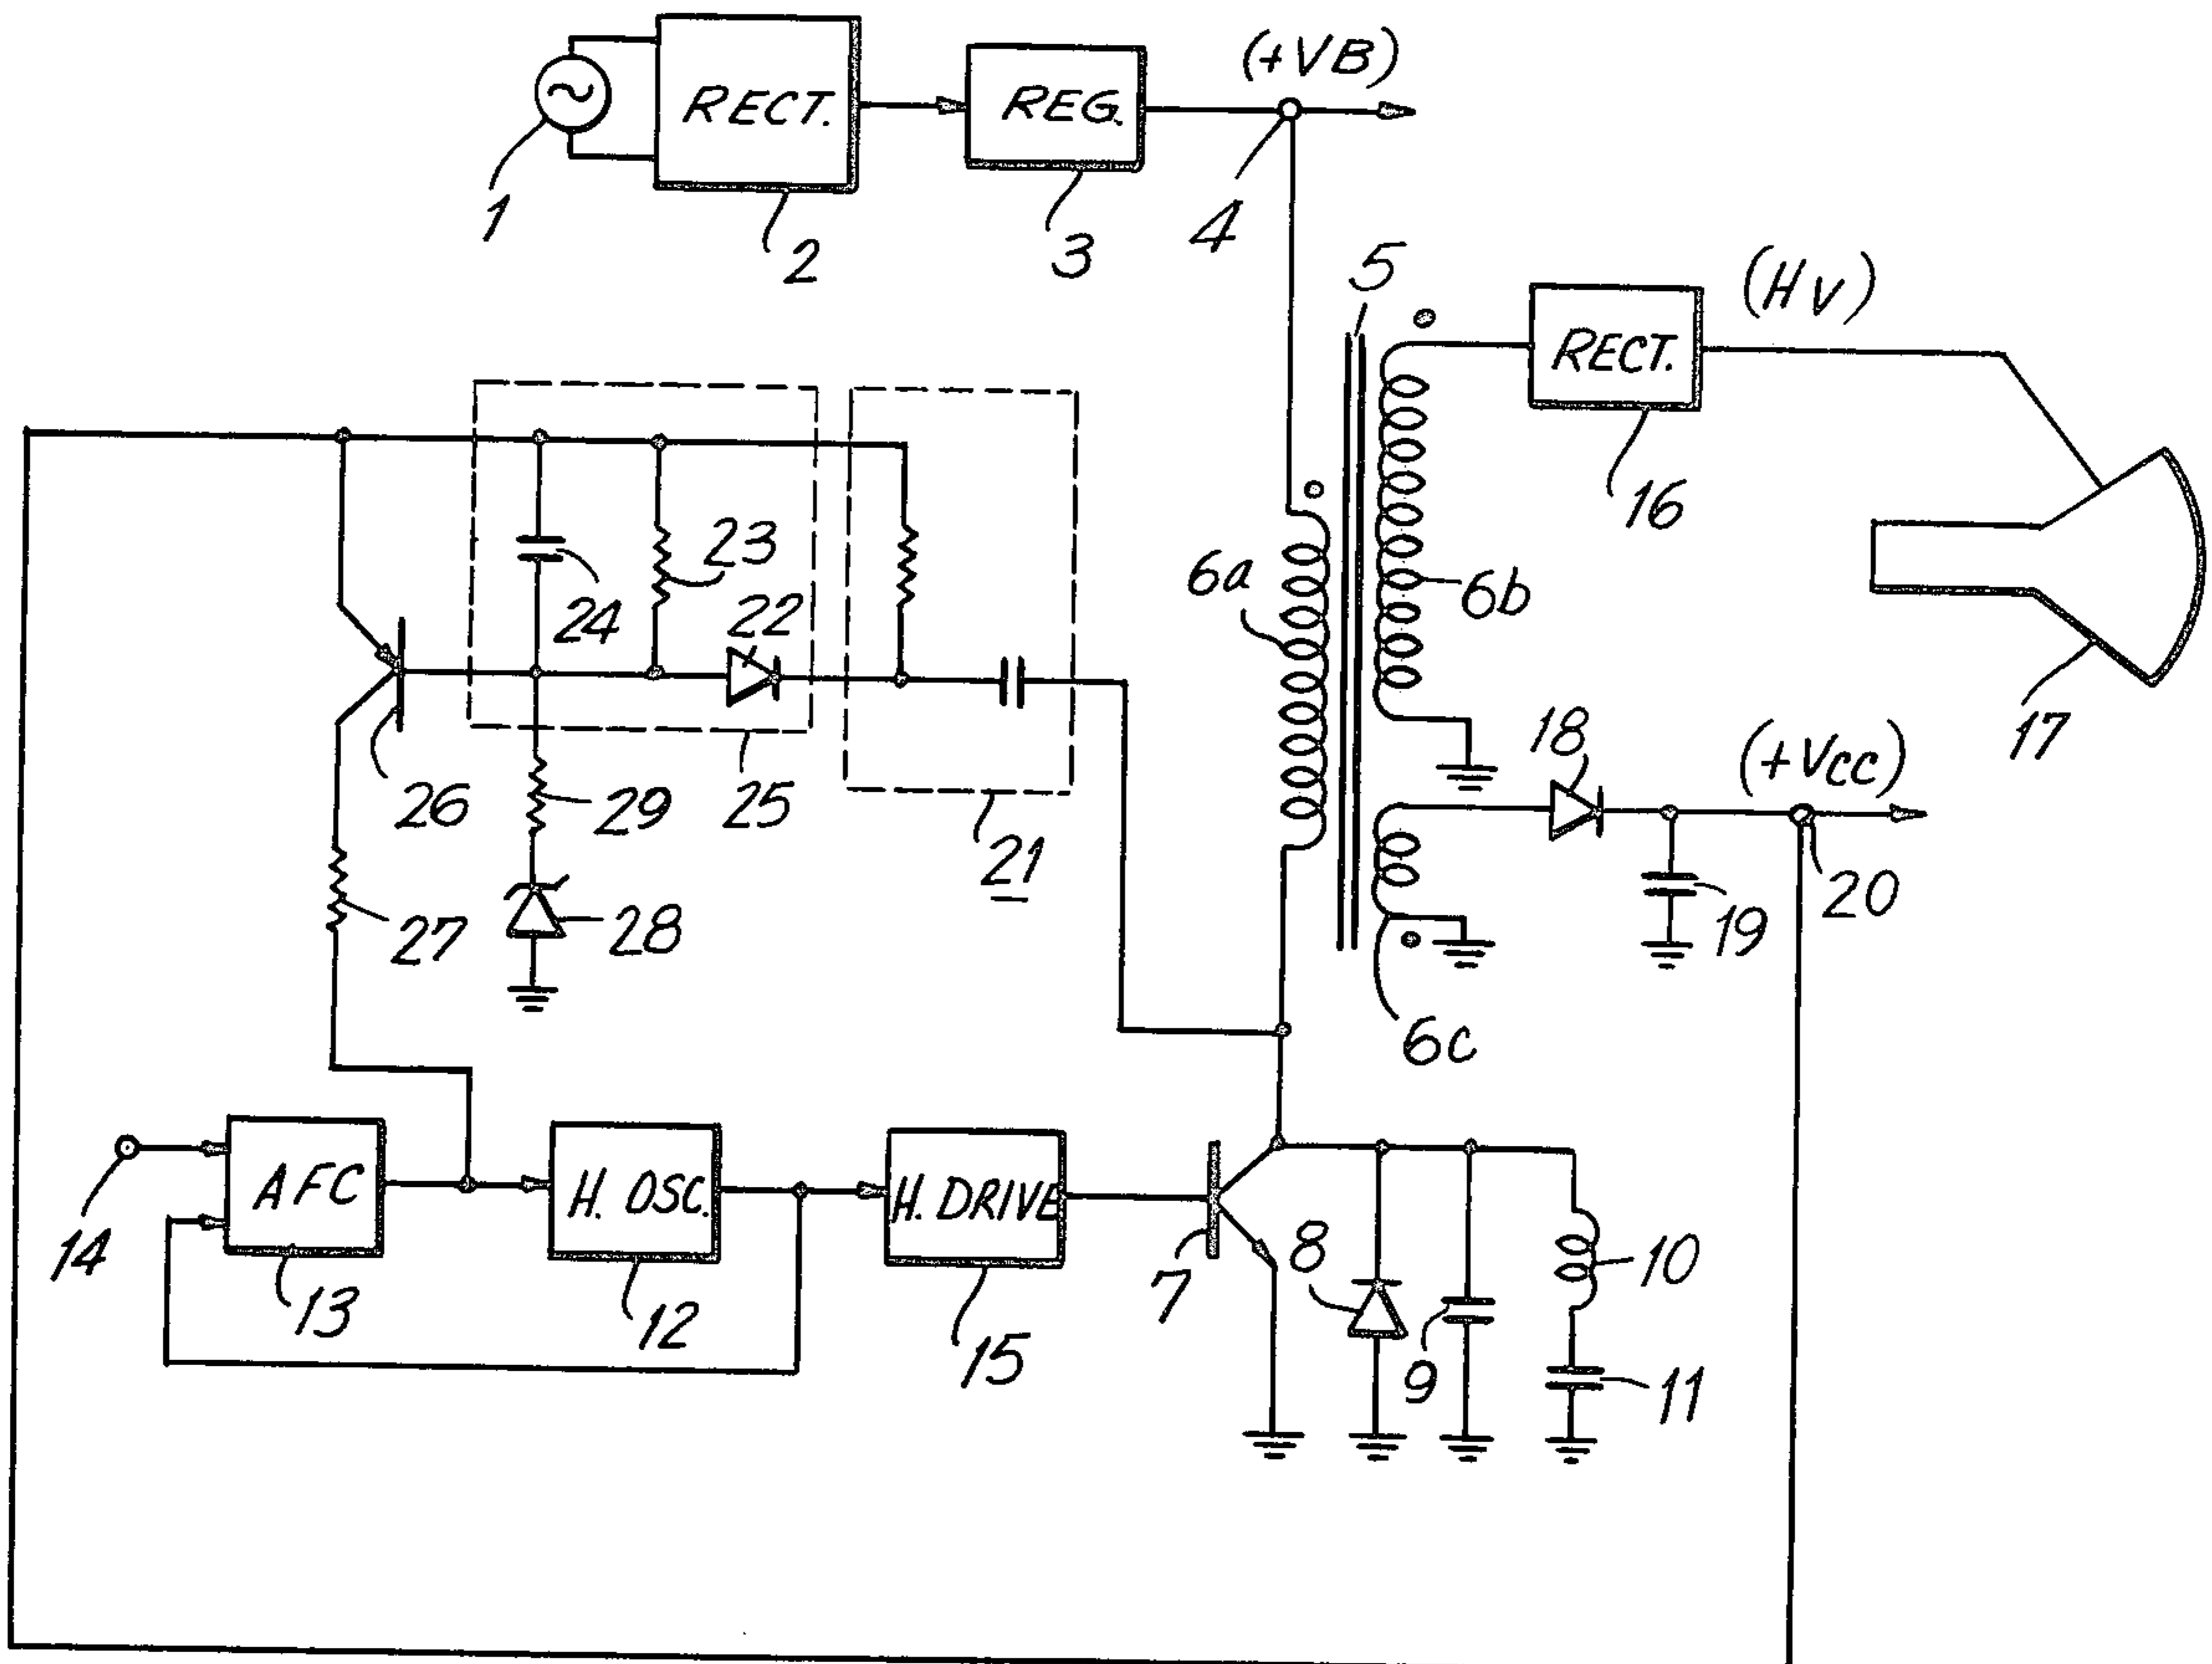 (+VB)
RECT.
REG.
1
2
3
4
5
(HV)
RECT.
16
6a
6b
17
23
24
22
26
29
25
21
18
(+VCC)
27
28
19
20
6c
AFC
H. OSC.
H. DRIVE
14
13
12
15
7
8
9
10
11